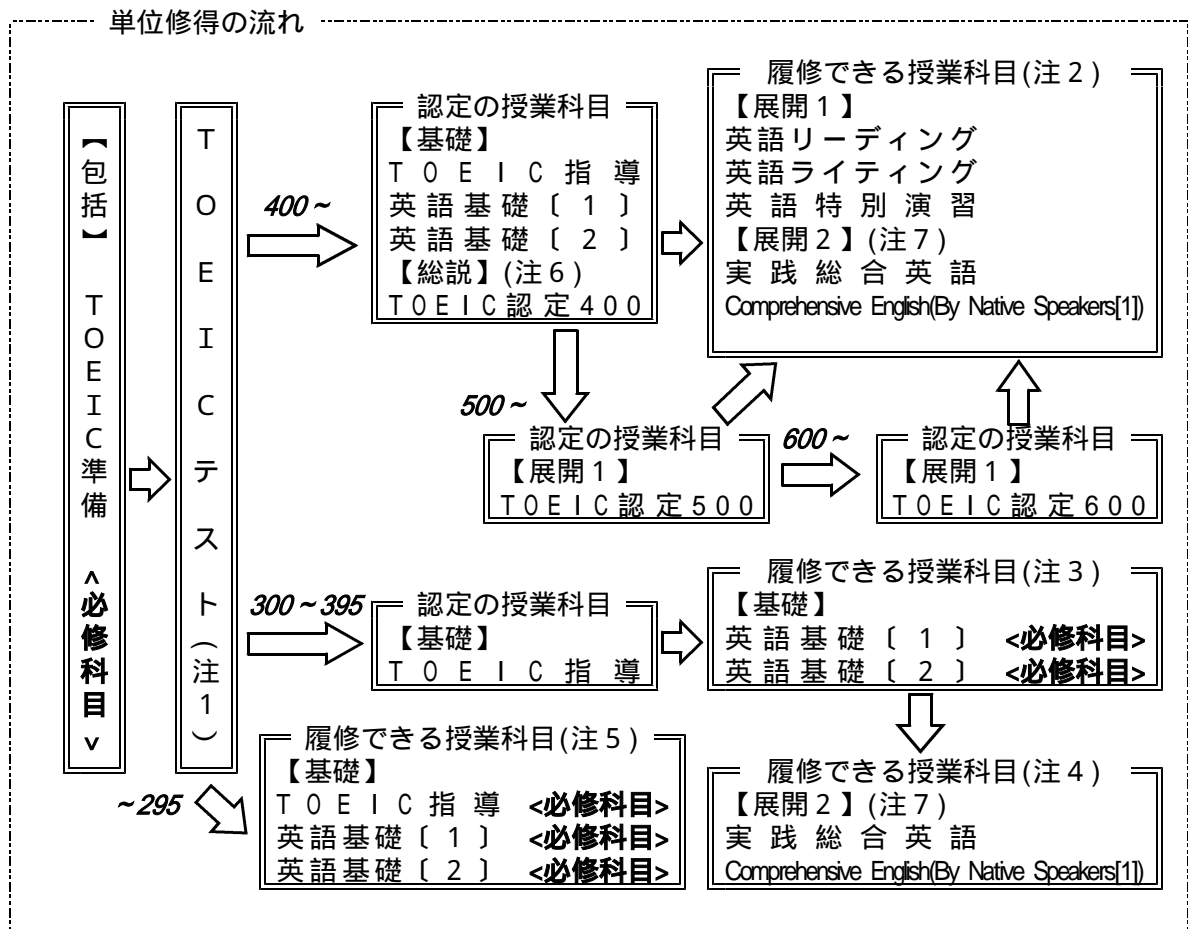 単位修得の流れ
【包括】 TOEIC準備 <必修科目>
TOEICテスト(注1)
400~
認定の授業科目
【基礎】
TOEIC指導
英語基礎〔1〕
英語基礎〔2〕
【総説】(注6)
TOEIC認定400
履修できる授業科目(注2)
【展開1】
英語リーディング
英語ライティング
英語特別演習
【展開2】(注7)
実践総合英語
Comprehensive English(By Native Speakers[1])
500~
認定の授業科目
【展開1】
TOEIC認定500
600~
認定の授業科目
【展開1】
TOEIC認定600
300~395
認定の授業科目
【基礎】
TOEIC指導
履修できる授業科目(注3)
【基礎】
英語基礎〔1〕 <必修科目>
英語基礎〔2〕 <必修科目>
~295
履修できる授業科目(注5)
【基礎】
TOEIC指導 <必修科目>
英語基礎〔1〕 <必修科目>
英語基礎〔2〕 <必修科目>
履修できる授業科目(注4)
【展開2】(注7)
実践総合英語
Comprehensive English(By Native Speakers[1])